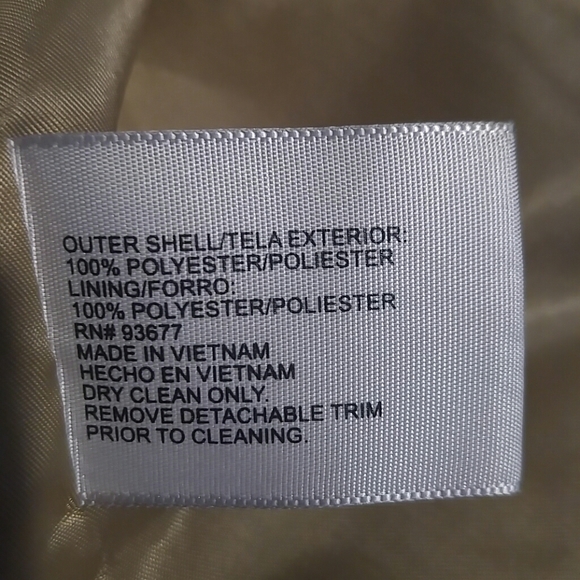 OUTER SHELL/TELA EXTERIOR:
100% POLYESTER/POLIESTER
LINING/FORRO:
100% POLYESTER/POLIESTER
RN# 93677
MADE IN VIETNAM
HECHO EN VIETNAM
DRY CLEAN ONLY.
REMOVE DETACHABLE TRIM
PRIOR TO CLEANING.